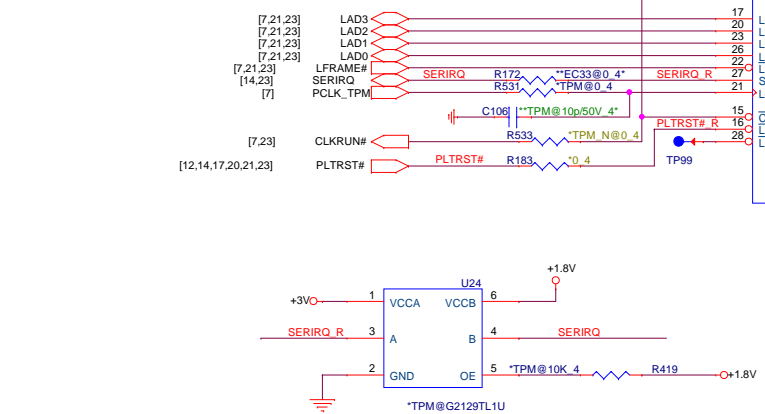 [7,21,23] LAD3 17 L
[7,21,23] LAD2 20 L
[7,21,23] LAD1 23 L
[7,21,23] LAD0 26 L
[7,21,23] LFRAME# 22 L
[14,23] SERIRQ SERIRQ R172 **EC33@0_4* SERIRQ_R 27 S
[7] PCLK_TPM R531 *TPM@0_4 21 L
C106 **TPM@10p/50V_4* 15
PLTRST#_R 16 L
[7,23] CLKRUN# R533 *TPM_N@0_4 28 L
[12,14,17,20,21,23] PLTRST# PLTRST# R183 *0_4 TP99
+1.8V
U24
+3V 1 VCCA VCCB 6
SERIRQ_R 3 A B 4 SERIRQ
2 GND OE 5 *TPM@10K_4 R419 +1.8V
*TPM@G2129TL1U